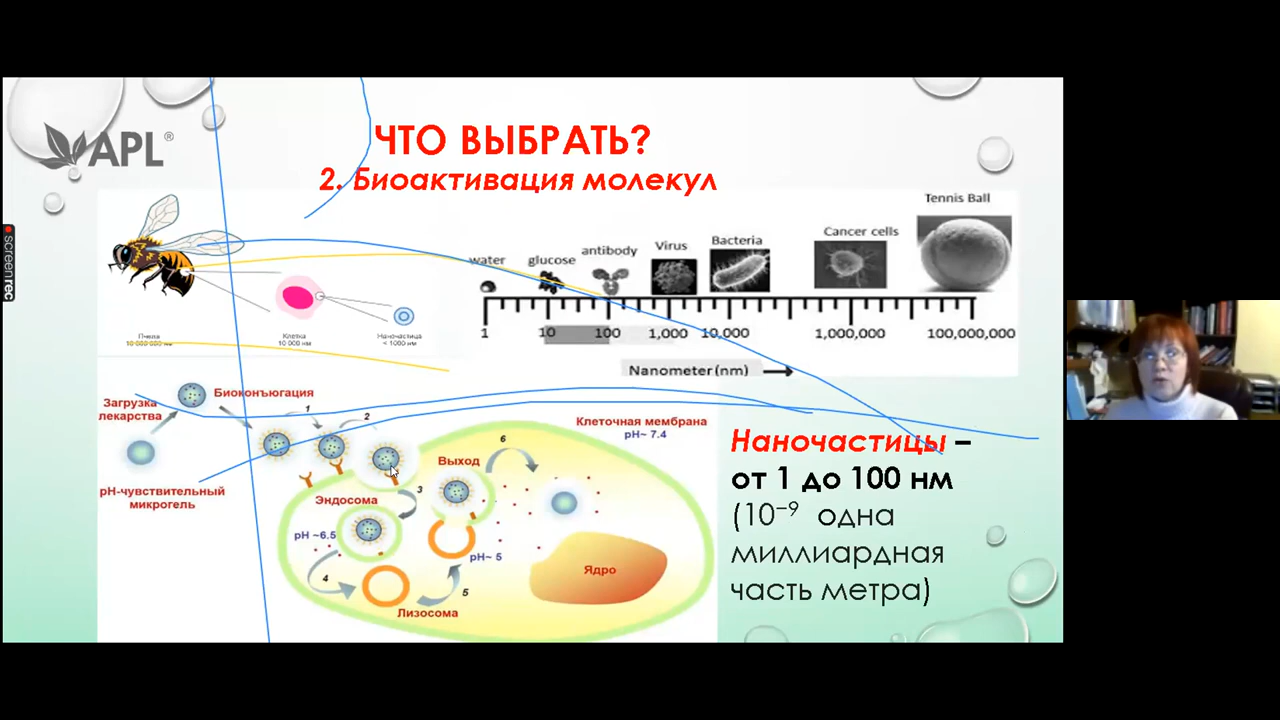 APL®
ЧТО ВЫБРАТЬ?
2. Биоактивация молекул
Tennis Ball
water
glucose
antibody
Virus
Bacteria
Cancer cells
1
10
100
1,000
10,000
1,000,000
100,000,000
Nanometer (nm)
Пчела
Клетка
10 000 нм
Наночастица
< 1000 нм
Загрузка
лекарства
Биоконъюгация
1
2
рН-чувствительный
микрогель
Клеточная мембрана
pH~ 7.4
6
Выход
Эндосома
3
pH ~6.5
pH~ 5
4
5
Лизосома
Ядро
Наночастицы –
от 1 до 100 нм
(10⁻⁹ одна
миллиардная
часть метра)
screenrec